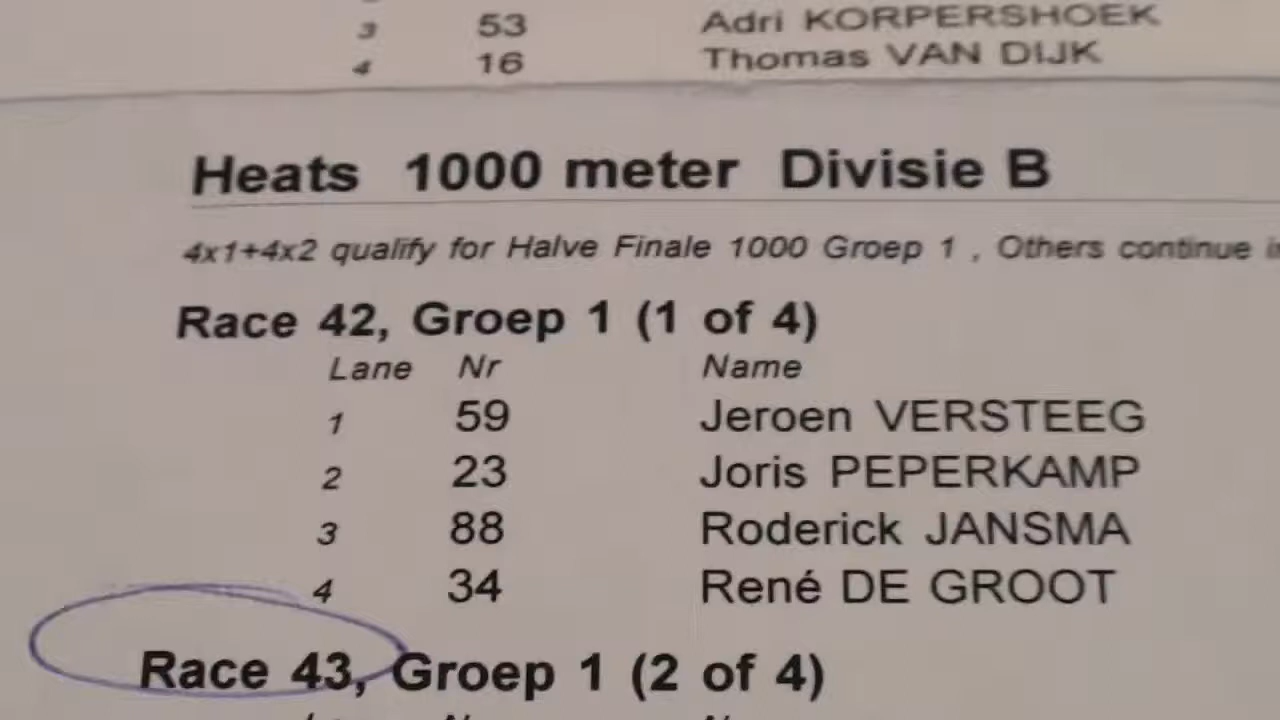 3 53 Adri KORPERSHOEK
4 16 Thomas VAN DIJK
Heats 1000 meter Divisie B
4x1+4x2 qualify for Halve Finale 1000 Groep 1 , Others continue
Race 42, Groep 1 (1 of 4)
Lane Nr Name
1 59 Jeroen VERSTEEG
2 23 Joris PEPERKAMP
3 88 Roderick JANSMA
4 34 René DE GROOT
Race 43, Groep 1 (2 of 4)